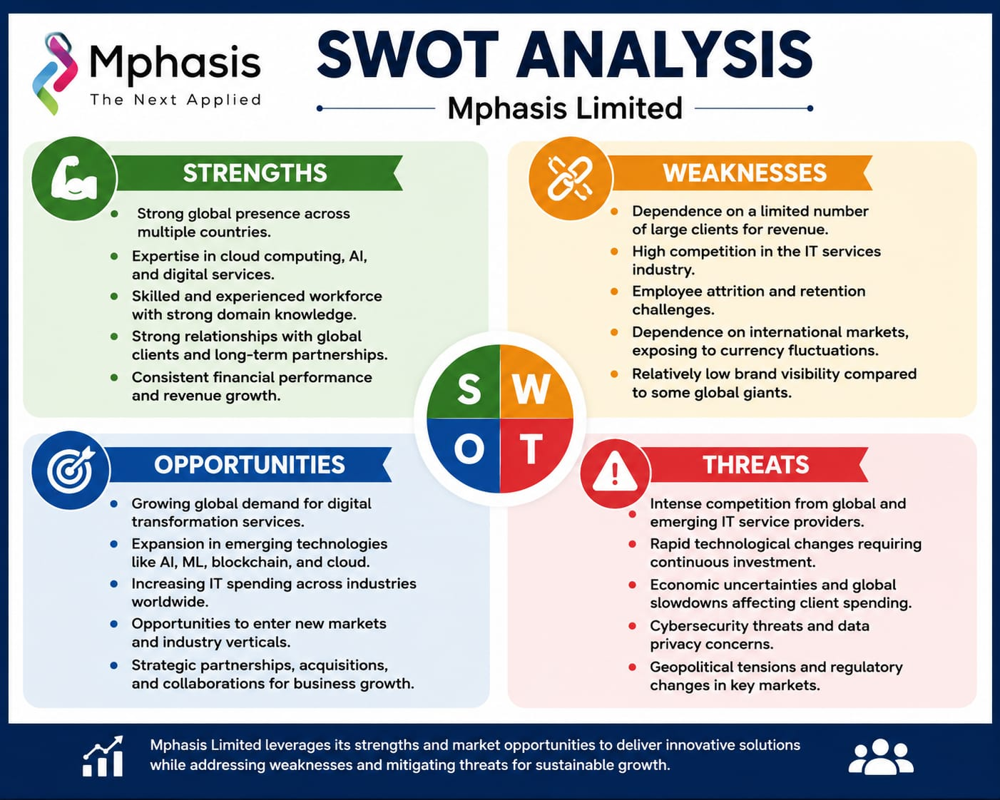 Mphasis
The Next Applied
SWOT ANALYSIS
Mphasis Limited
STRENGTHS
Strong global presence across
multiple countries.
Expertise in cloud computing, AI,
and digital services.
Skilled and experienced workforce
with strong domain knowledge.
Strong relationships with global
clients and long-term partnerships.
Consistent financial performance
and revenue growth.
WEAKNESSES
Dependence on a limited number
of large clients for revenue.
High competition in the IT services
industry.
Employee attrition and retention
challenges.
Dependence on international markets,
exposing to currency fluctuations.
Relatively low brand visibility compared
to some global giants.
S W
O T
OPPORTUNITIES
Growing global demand for digital
transformation services.
Expansion in emerging technologies
like AI, ML, blockchain, and cloud.
Increasing IT spending across industries
worldwide.
Opportunities to enter new markets
and industry verticals.
Strategic partnerships, acquisitions,
and collaborations for business growth.
THREATS
Intense competition from global and
emerging IT service providers.
Rapid technological changes requiring
continuous investment.
Economic uncertainties and global
slowdowns affecting client spending.
Cybersecurity threats and data
privacy concerns.
Geopolitical tensions and regulatory
changes in key markets.
Mphasis Limited leverages its strengths and market opportunities to deliver innovative solutions
while addressing weaknesses and mitigating threats for sustainable growth.